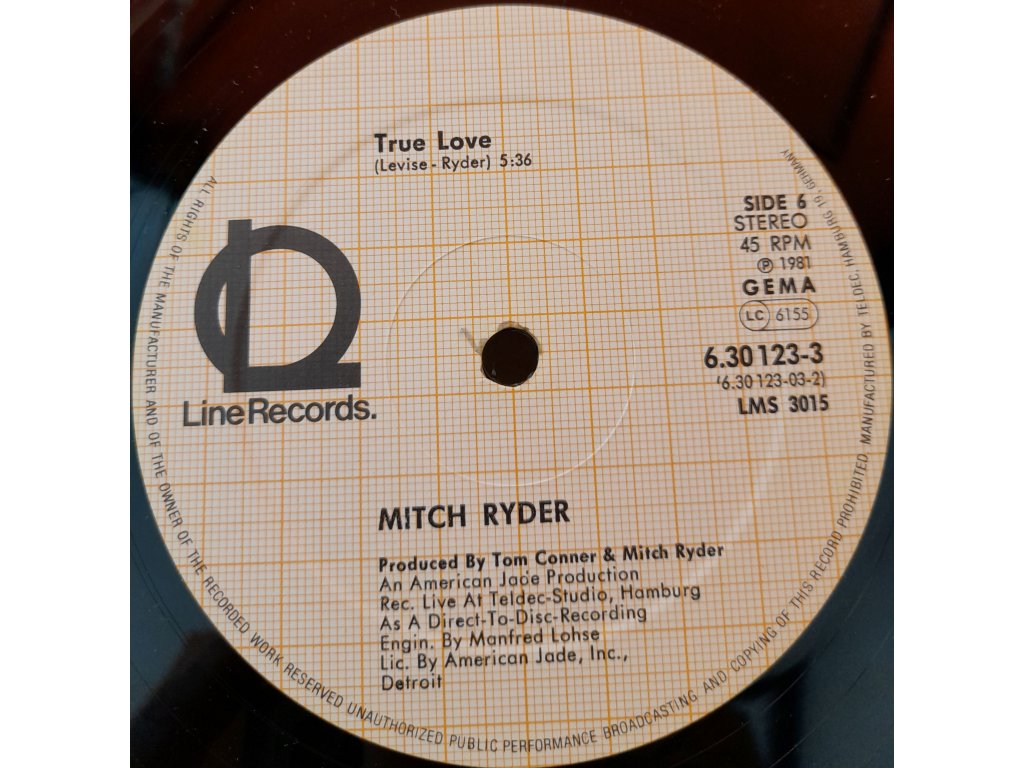 True Love
(Levise - Ryder) 5:36
SIDE 6
STEREO
45 RPM
℗ 1981
GEMA
LC 6155
6.30123-3
(6.30 123-03-2)
LMS 3015
LineRecords.
MITCH RYDER
Produced By Tom Conner & Mitch Ryder
An American Jade Production
Rec. Live At Teldec-Studio, Hamburg
As A Direct-To-Disc-Recording
Engin. By Manfred Lohse
Lic. By American Jade, Inc.,
Detroit
ALL RIGHTS OF THE MANUFACTURER AND OF THE OWNER OF THE RECORDED WORK RESERVED UNAUTHORIZED PUBLIC PERFORMANCE BROADCASTING AND COPYING OF THIS RECORD PROHIBITED. MANUFACTURED BY TELDEC HAMBURG 19, GERMANY